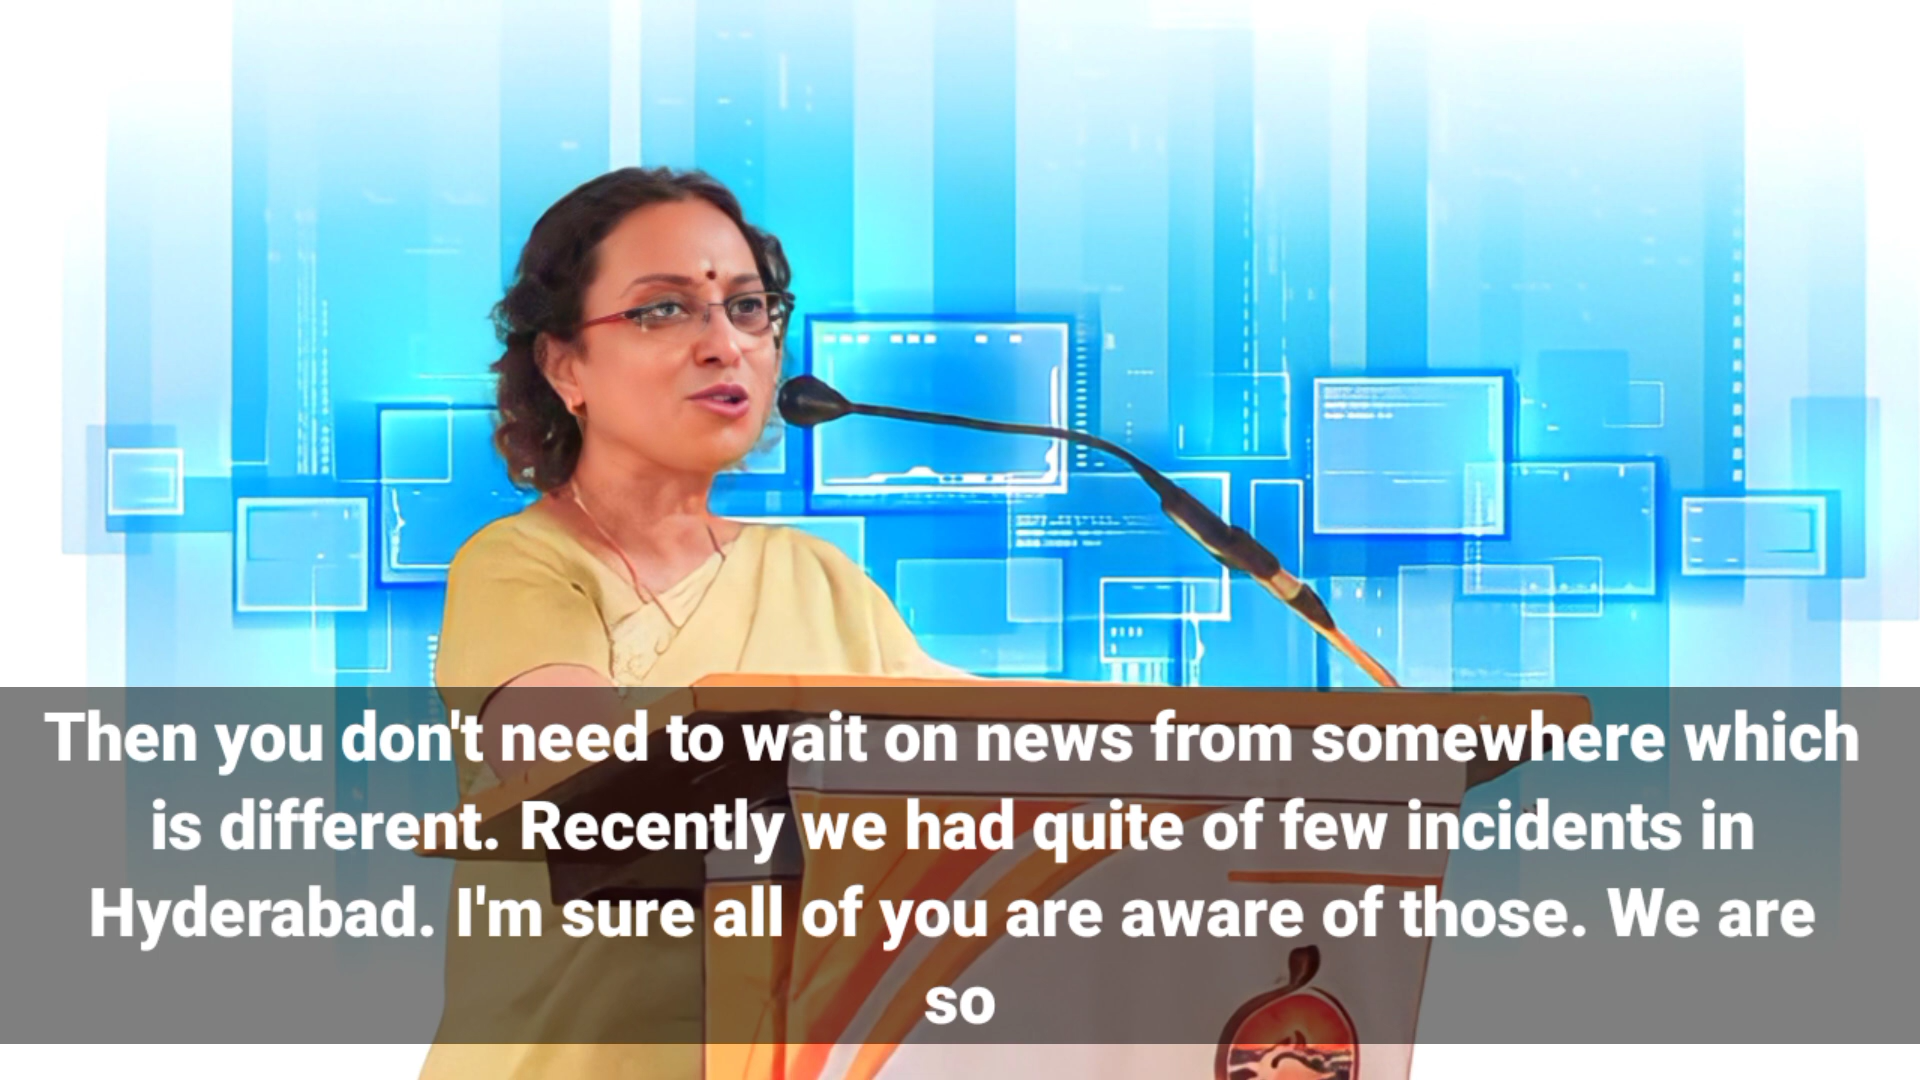 Then you don't need to wait on news from somewhere which
is different. Recently we had quite of few incidents in
Hyderabad. I'm sure all of you are aware of those. We are
so